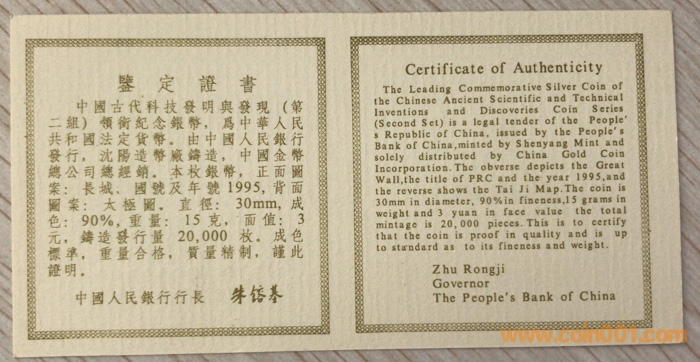 鑒定證書
中國古代科技發明與發現 (第
二組) 領銜紀念銀幣, 爲中華人民
共和國法定貨幣。由中國人民銀行
發行, 沈陽造幣廠鑄造, 中國金幣
總公司總經銷。本枚銀幣, 正面圖
案: 長城、國號及年號1995, 背面
圖案: 太極圖。直徑: 30mm, 成
色: 90%, 重量: 15克, 面值: 3
元, 鑄造發行量 20,000 枚。成色
標準, 重量合格, 質量精制, 謹此
證明。
中國人民銀行行長 朱镕基
Certificate of Authenticity
The Leading Commemorative Silver Coin of
the Chinese Ancient Scientific and Technical
Inventions and Discoveries Coin Series
(Second Set) is a legal tender of the People'
s Republic of China, issued by the People's
Bank of China,minted by Shenyang Mint and
solely distributed by China Gold Coin
Incorporation.The obverse depicts the Great
Wall,the title of PRC and the year 1995,and
the reverse shows the Tai Ji Map.The coin is
30mm in diameter, 90%in fineness,15 grams in
weight and 3 yuan in face value the total
mintage is 20,000 pieces.This is to certify
that the coin is proof in quality and is up
to standard as to its fineness and weight.
Zhu Rongji
Governor
The People's Bank of China
www.coin001.com